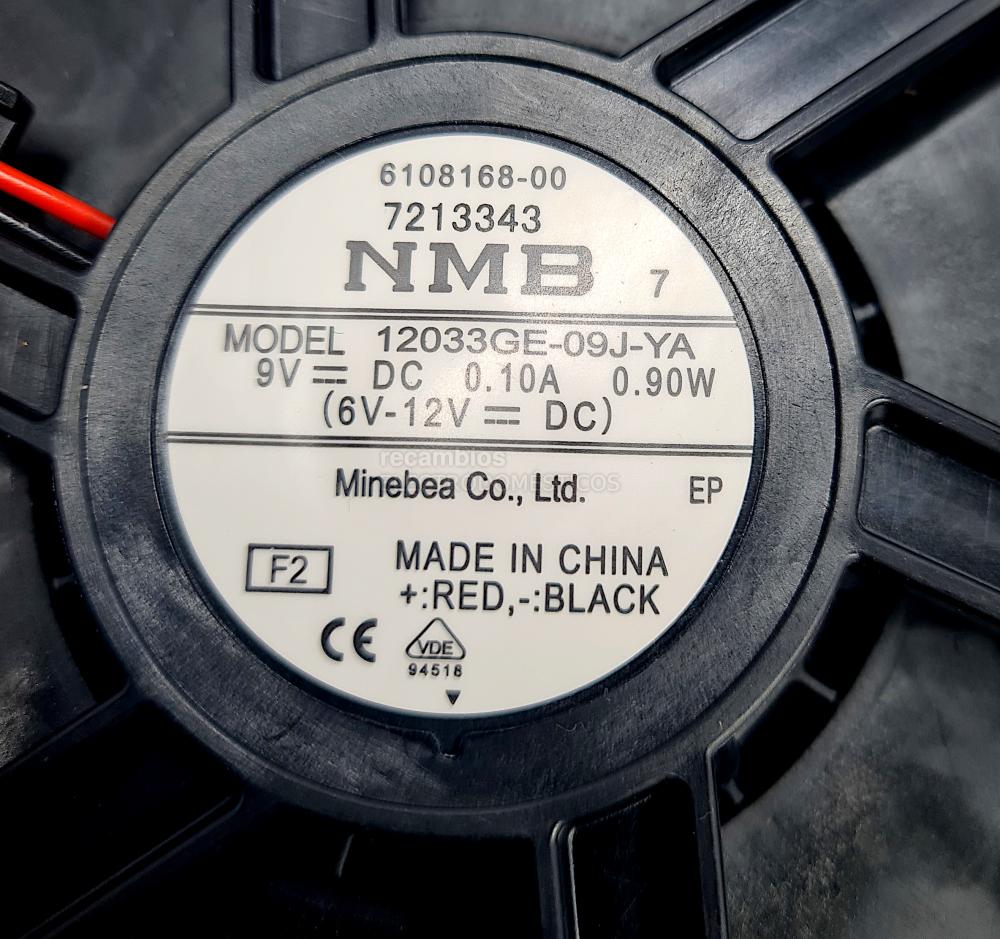 6108168-00
7213343
NMB 7
MODEL 12033GE-09J-YA
9V⎓ DC 0.10A 0.90W
(6V-12V⎓ DC)
recambios
Minebea Co., Ltd. EP
F2
MADE IN CHINA
+:RED,-:BLACK
CE
VDE
94518